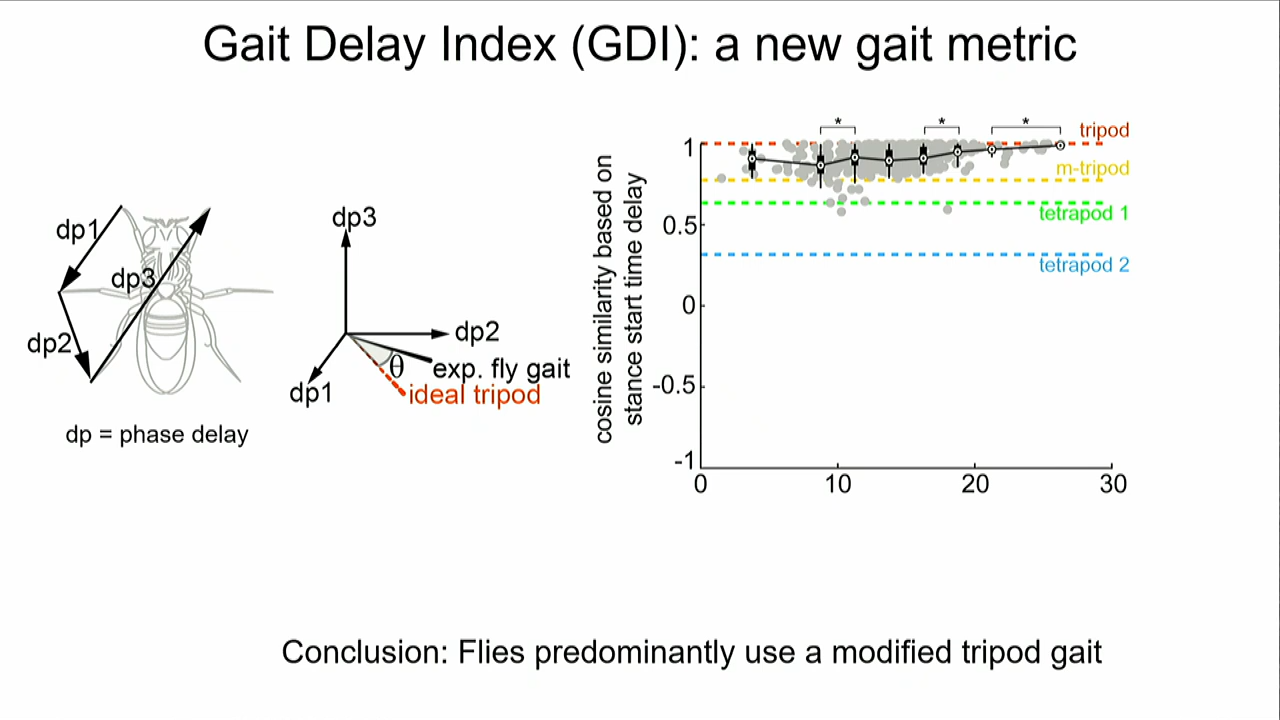 Gait Delay Index (GDI): a new gait metric
dp1
dp3
dp2
dp = phase delay
dp3
dp2
θ
exp. fly gait
dp1
ideal tripod
cosine similarity based on
stance start time delay
1
0.5
0
-0.5
-1
0
10
20
30
*
*
*
tripod
m-tripod
tetrapod 1
tetrapod 2
Conclusion: Flies predominantly use a modified tripod gait